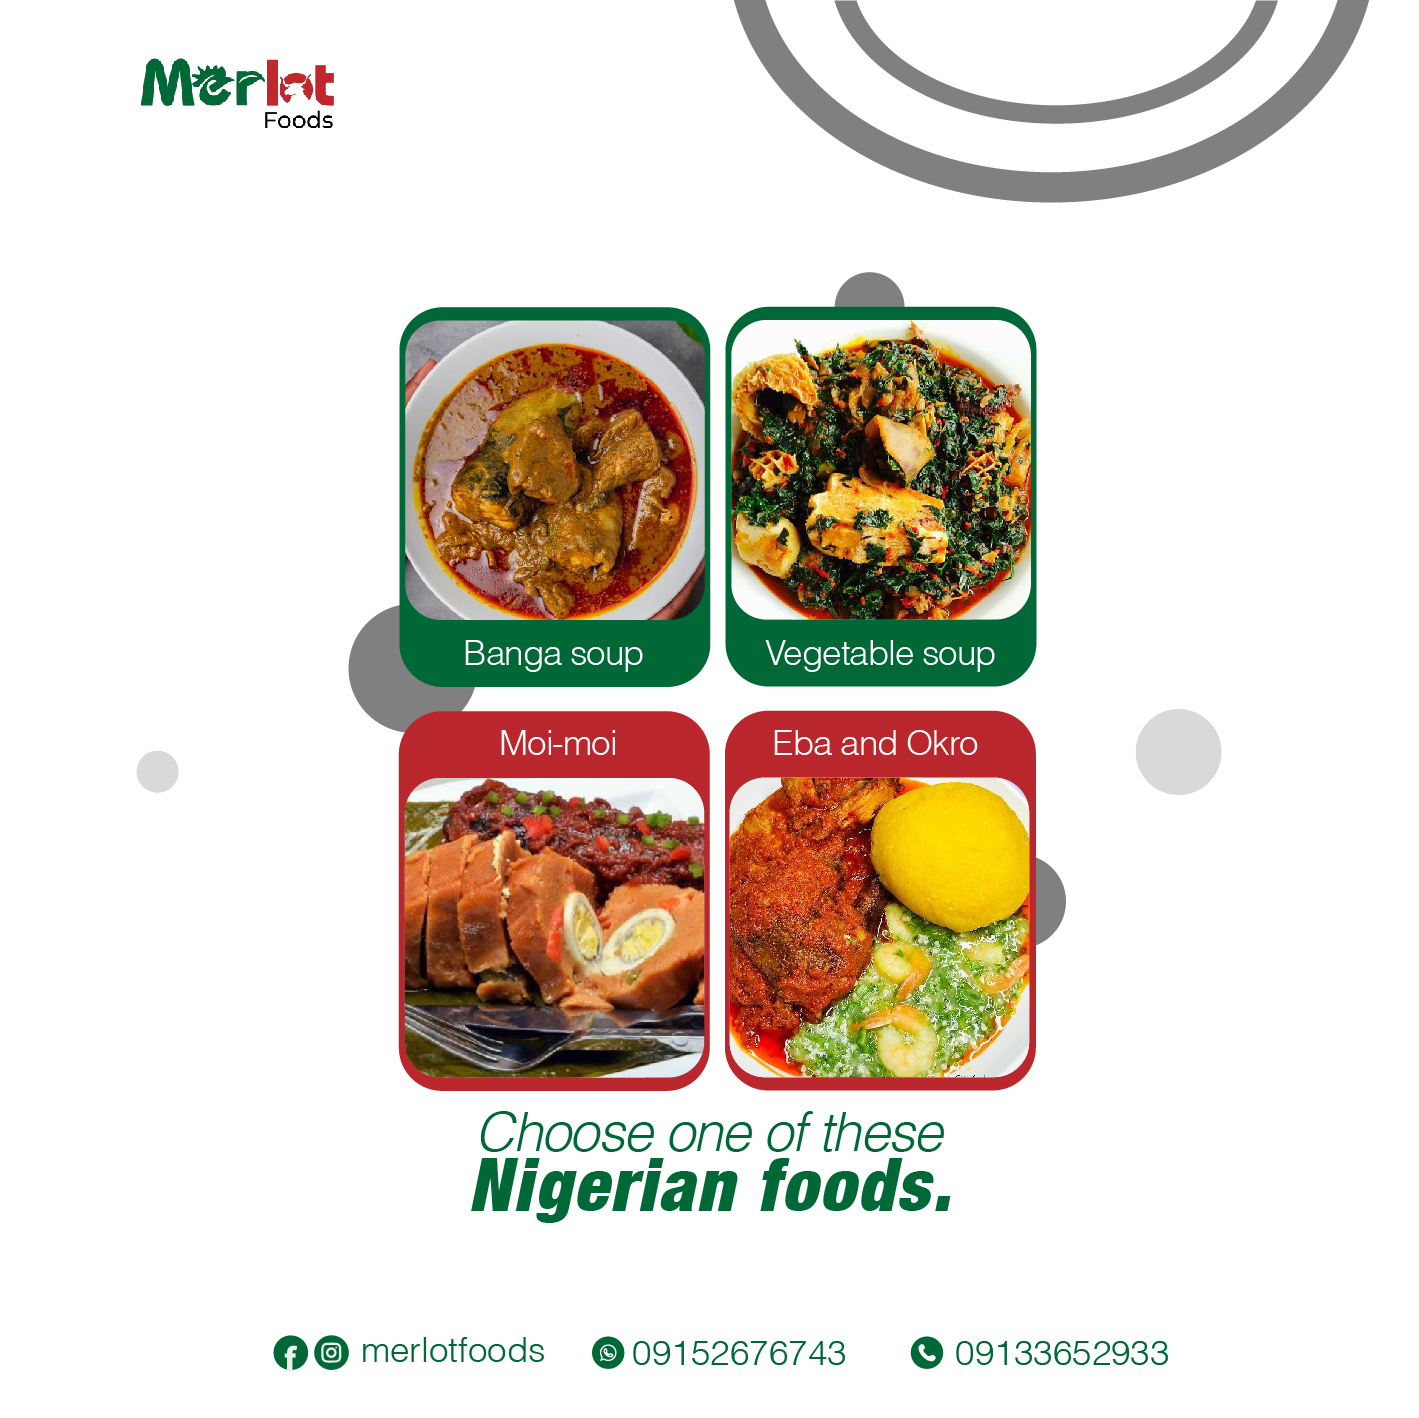 Merlot
Foods
Banga soup
Vegetable soup
Moi-moi
Eba and Okro
Choose one of these
Nigerian foods.
merlotfoods
09152676743
09133652933